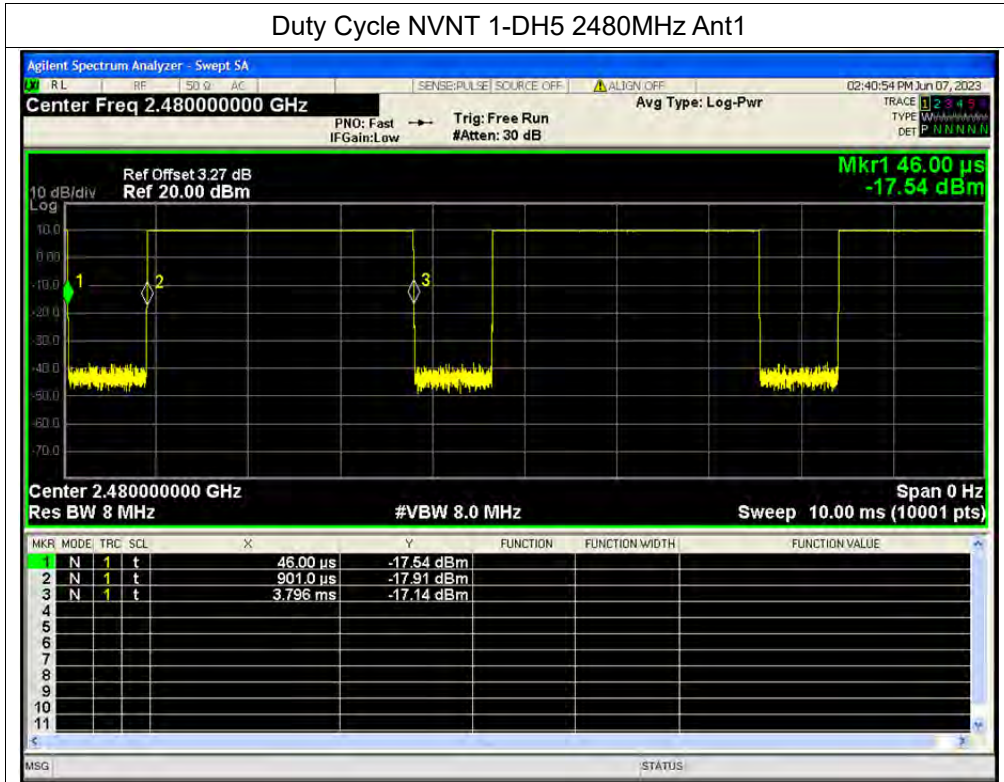 Duty Cycle NVNT 1-DH5 2480MHz Ant1
Agilent Spectrum Analyzer - Swept SA
LXI RL RF 50 Ω AC SENSE:PULSE SOURCE OFF ALIGN OFF 02:40:54 PM Jun 07, 2023
Center Freq 2.480000000 GHz Avg Type: Log-Pwr TRACE 1 2 3 4 5 6
PNO: Fast Trig: Free Run TYPE W
IFGain:Low #Atten: 30 dB DET P N N N N N
Mkr1 46.00 µs
Ref Offset 3.27 dB
10 dB/div Ref 20.00 dBm -17.54 dBm
Log
10.0
0.00
-10.0 1 2 3
-20.0
-30.0
-40.0
-50.0
-60.0
-70.0
Center 2.480000000 GHz Span 0 Hz
Res BW 8 MHz #VBW 8.0 MHz Sweep 10.00 ms (10001 pts)
MKR MODE TRC SCL X Y FUNCTION FUNCTION WIDTH FUNCTION VALUE
1 N 1 t 46.00 µs -17.54 dBm
2 N 1 t 901.0 µs -17.91 dBm
3 N 1 t 3.796 ms -17.14 dBm
4
5
6
7
8
9
10
11
MSG STATUS